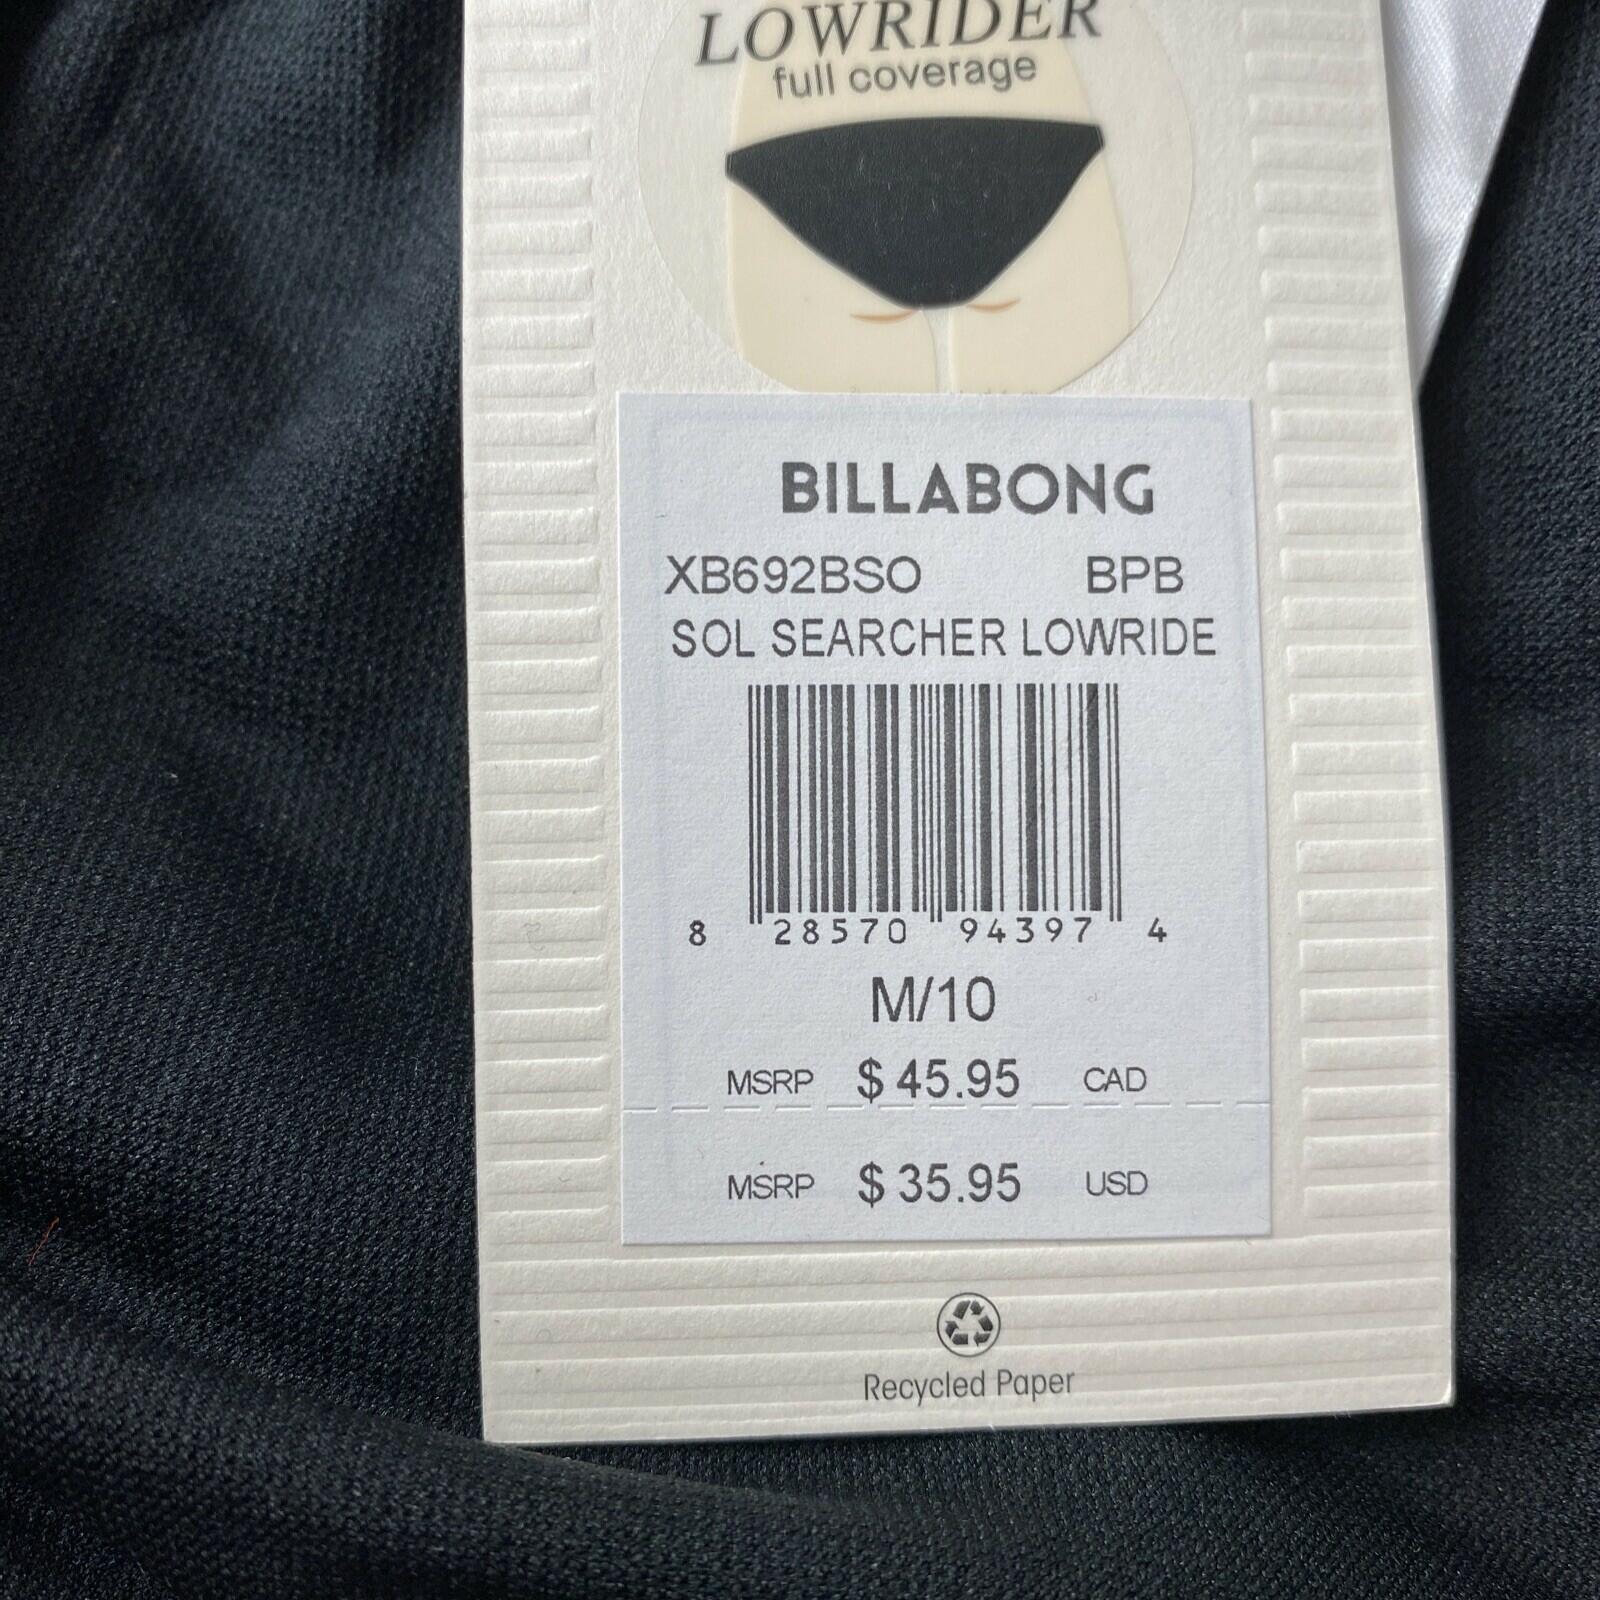 LOWRIDER
full coverage
BILLABONG
XB692BSO BPB
SOL SEARCHER LOWRIDE
8 28570 94397 4
M/10
MSRP $ 45.95 CAD
MSRP $ 35.95 USD
Recycled Paper